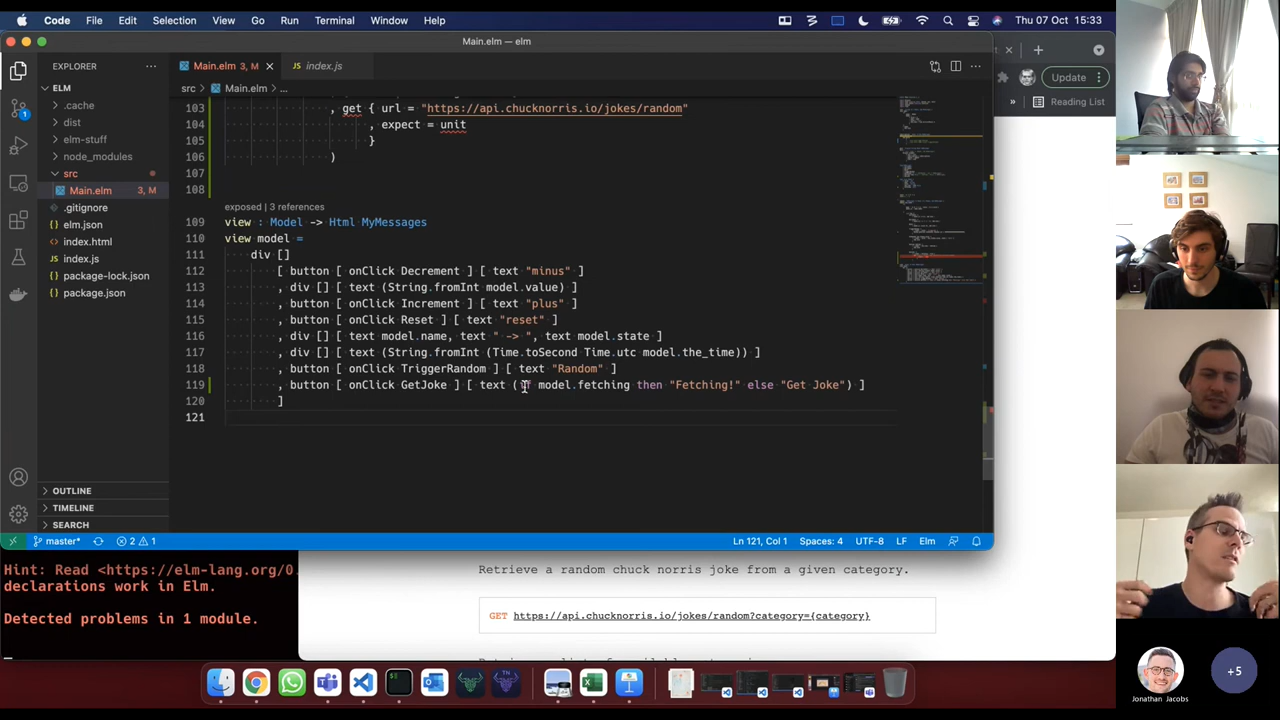 Code File Edit Selection View Go Run Terminal Window Help Thu 07 Oct 15:33
Main.elm — elm
EXPLORER
Main.elm 3, M
JS index.js
src > Main.elm > ...
Update
Reading List
ELM
.cache
dist
elm-stuff
node_modules
src
Main.elm 3, M
.gitignore
elm.json
index.html
index.js
package-lock.json
package.json
OUTLINE
TIMELINE
SEARCH
103 , get { url = "https://api.chucknorris.io/jokes/random"
104 , expect = unit
105 }
106 )
107
108
exposed | 3 references
109 view : Model -> Html MyMessages
110 view model =
111 div []
112 [ button [ onClick Decrement ] [ text "minus" ]
113 , div [] [ text (String.fromInt model.value) ]
114 , button [ onClick Increment ] [ text "plus" ]
115 , button [ onClick Reset ] [ text "reset" ]
116 , div [] [ text model.name, text " -> ", text model.state ]
117 , div [] [ text (String.fromInt (Time.toSecond Time.utc model.the_time)) ]
118 , button [ onClick TriggerRandom ] [ text "Random" ]
119 , button [ onClick GetJoke ] [ text (if model.fetching then "Fetching!" else "Get Joke") ]
120 ]
121
master* 2 1 Ln 121, Col 1 Spaces: 4 UTF-8 LF Elm
Hint: Read <https://elm-lang.org/0.
declarations work in Elm.
Detected problems in 1 module.
Retrieve a random chuck norris joke from a given category.
GET https://api.chucknorris.io/jokes/random?category={category}
Jonathan Jacobs
+5